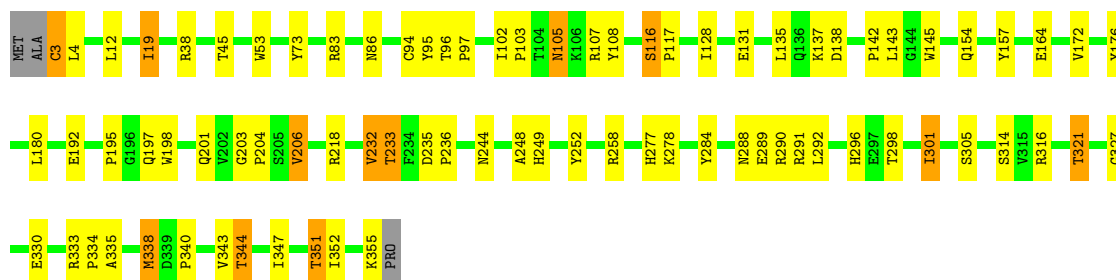 MET ALA C3 L4 L12 I19 R38 T45 W53 Y73 R83 N86 C94 Y95 T96 P97 I102 P103 T104 N105 K106 R107 Y108 S116 P117 I128 E131 L135 Q136 K137 D138 P142 L143 G144 W145 Q154 Y157 E164 V172
L180 E192 P195 G196 Q197 W198 Q201 V202 G203 P204 S205 V206 R218 V232 T233 F234 D235 P236 N244 A248 H249 Y252 R258 H277 K278 Y284 N288 E289 R290 R291 L292 H296 E297 T298 I301 S305 S314 V315 R316 T321
E330 R333 P334 A335 M338 D339 P340 V343 T344 I347 T351 I352 K355 PRO